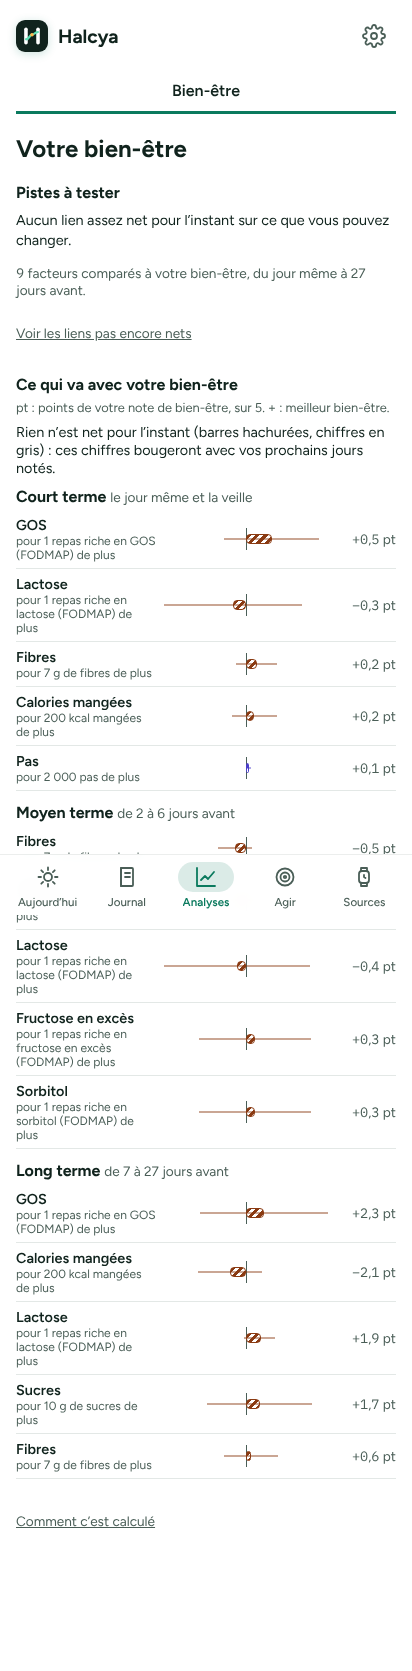 Halcya
Bien-être
Votre bien-être
Pistes à tester
Aucun lien assez net pour l’instant sur ce que vous pouvez
changer.
9 facteurs comparés à votre bien-être, du jour même à 27
jours avant.
Voir les liens pas encore nets
Ce qui va avec votre bien-être
pt : points de votre note de bien-être, sur 5. + : meilleur bien-être.
Rien n’est net pour l’instant (barres hachurées, chiffres en
gris) : ces chiffres bougeront avec vos prochains jours
notés.
Court terme le jour même et la veille
GOS
pour 1 repas riche en GOS
(FODMAP) de plus
+0,5 pt
Lactose
pour 1 repas riche en
lactose (FODMAP) de
plus
−0,3 pt
Fibres
pour 7 g de fibres de plus
+0,2 pt
Calories mangées
pour 200 kcal mangées
de plus
+0,2 pt
Pas
pour 2 000 pas de plus
+0,1 pt
Moyen terme de 2 à 6 jours avant
Fibres
−0,5 pt
Aujourd’hui
Journal
Analyses
Agir
Sources
plus
Lactose
pour 1 repas riche en
lactose (FODMAP) de
plus
−0,4 pt
Fructose en excès
pour 1 repas riche en
fructose en excès
(FODMAP) de plus
+0,3 pt
Sorbitol
pour 1 repas riche en
sorbitol (FODMAP) de
plus
+0,3 pt
Long terme de 7 à 27 jours avant
GOS
pour 1 repas riche en GOS
(FODMAP) de plus
+2,3 pt
Calories mangées
pour 200 kcal mangées
de plus
−2,1 pt
Lactose
pour 1 repas riche en
lactose (FODMAP) de
plus
+1,9 pt
Sucres
pour 10 g de sucres de
plus
+1,7 pt
Fibres
pour 7 g de fibres de plus
+0,6 pt
Comment c’est calculé